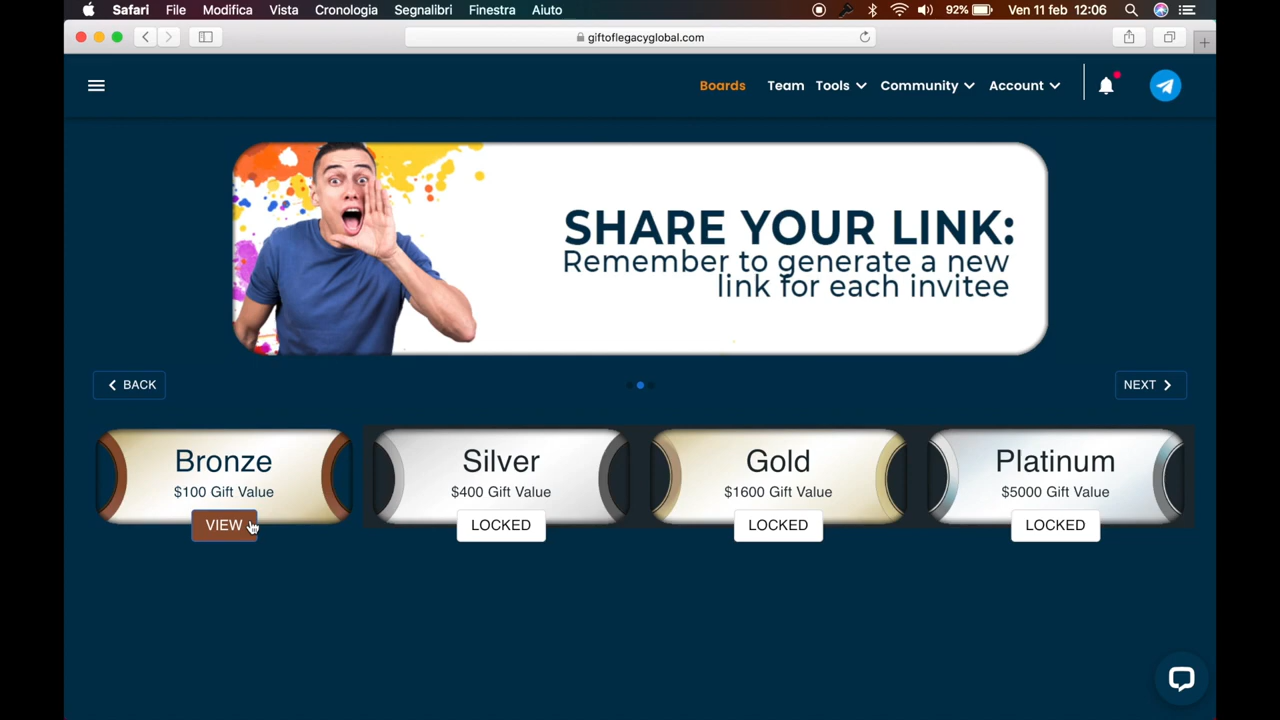 Safari File Modifica Vista Cronologia Segnalibri Finestra Aiuto 92% Ven 11 feb 12:06
giftoflegacyglobal.com
Boards Team Tools Community Account
SHARE YOUR LINK:
Remember to generate a new
link for each invitee
BACK NEXT
Bronze Silver Gold Platinum
$100 Gift Value $400 Gift Value $1600 Gift Value $5000 Gift Value
VIEW LOCKED LOCKED LOCKED